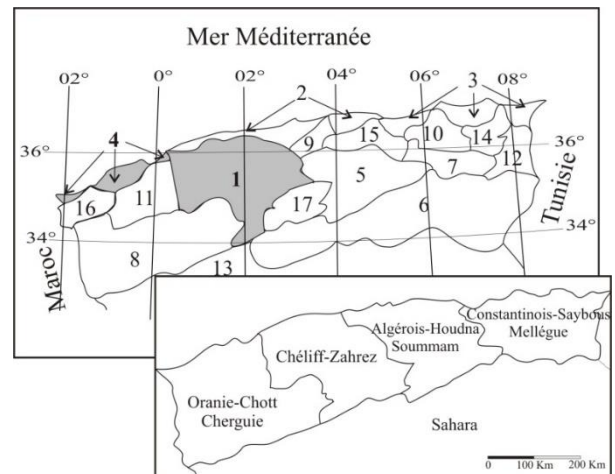 Mer Méditerranée
02° 0° 02° 04° 06° 08°
2 3
4
36° 9 15 10 14 36°
1 5 7 12
16 11 17 6
34° 8 34°
13
Maroc
Tunisie
Constantinois-Saybous
Mellégue
Algérois-Houdna
Soummam
Chéliff-Zahrez
Oranie-Chott
Cherguie
Sahara
0 100 Km 200 Km